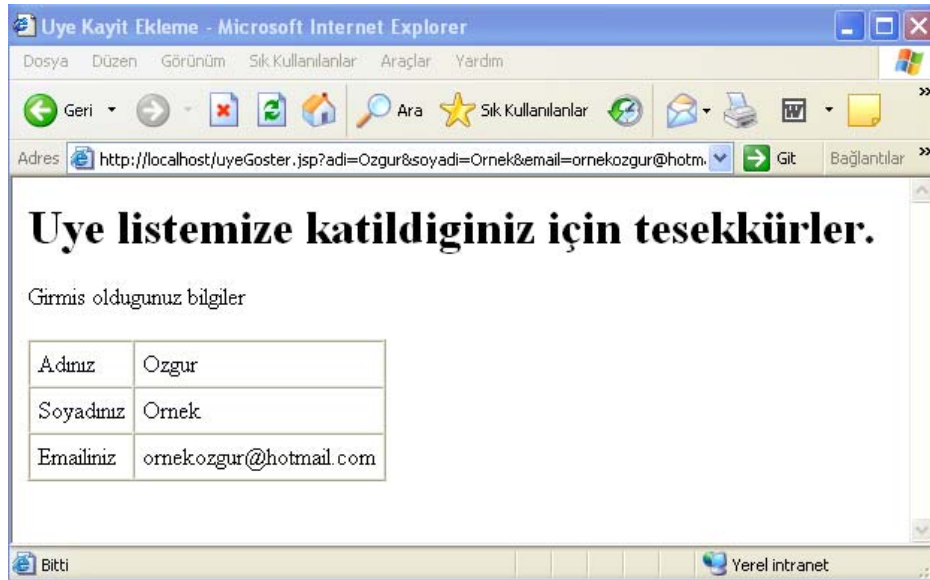 Uye Kayit Ekleme - Microsoft Internet Explorer
Dosya Düzen Görünüm Sık Kullanılanlar Araçlar Yardım
Geri Ara Sık Kullanılanlar »
Adres http://localhost/uyeGoster.jsp?adi=Ozgur&soyadi=Ornek&email=ornekozgur@hotm. Git Bağlantılar »
Uye listemize katildiginiz için tesekkürler.
Girmis oldugunuz bilgiler
Adınız Ozgur
Soyadınız Ornek
Emailiniz ornekozgur@hotmail.com
Bitti Yerel intranet